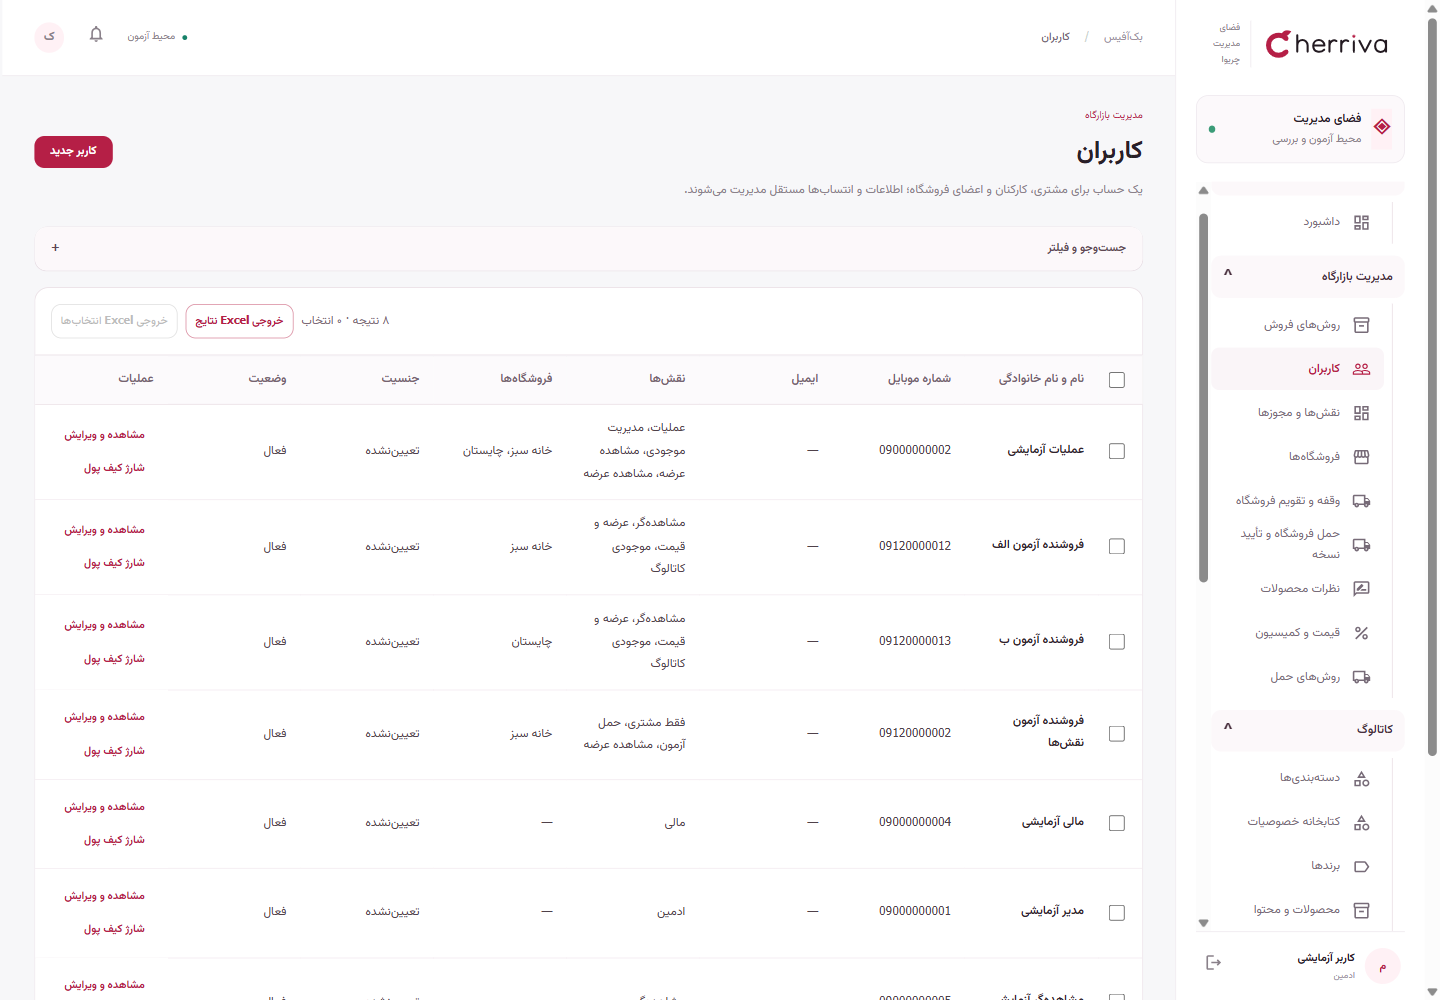 Cherriva
فضای
مدیریت
چریوا
فضای مدیریت
محیط آزمون و بررسی
داشبورد
مدیریت بازارگاه
روش‌های فروش
کاربران
نقش‌ها و مجوزها
فروشگاه‌ها
وقفه و تقویم فروشگاه
حمل فروشگاه و تأیید
نسخه
نظرات محصولات
قیمت و کمیسیون
روش‌های حمل
کاتالوگ
دسته‌بندی‌ها
کتابخانه خصوصیات
برندها
محصولات و محتوا
م
کاربر آزمایشی
ادمین
بک‌آفیس / کاربران
محیط آزمون
ک
مدیریت بازارگاه
کاربران
کاربر جدید
یک حساب برای مشتری، کارکنان و اعضای فروشگاه؛ اطلاعات و انتساب‌ها مستقل مدیریت می‌شوند.
جست‌وجو و فیلتر +
۸ نتیجه · ۰ انتخاب خروجی Excel نتایج خروجی Excel انتخاب‌ها
نام و نام خانوادگی شماره موبایل ایمیل نقش‌ها فروشگاه‌ها جنسیت وضعیت عملیات
عملیات آزمایشی 09000000002 — عملیات، مدیریت
موجودی، مشاهده
عرضه، مشاهده عرضه خانه سبز، چایستان تعیین‌نشده فعال مشاهده و ویرایش
شارژ کیف پول
فروشنده آزمون الف 09120000012 — مشاهده‌گر، عرضه و
قیمت، موجودی
کاتالوگ خانه سبز تعیین‌نشده فعال مشاهده و ویرایش
شارژ کیف پول
فروشنده آزمون ب 09120000013 — مشاهده‌گر، عرضه و
قیمت، موجودی
کاتالوگ چایستان تعیین‌نشده فعال مشاهده و ویرایش
شارژ کیف پول
فروشنده آزمون
نقش‌ها 09120000002 — فقط مشتری، حمل
آزمون، مشاهده عرضه خانه سبز تعیین‌نشده فعال مشاهده و ویرایش
شارژ کیف پول
مالی آزمایشی 09000000004 — مالی — تعیین‌نشده فعال مشاهده و ویرایش
شارژ کیف پول
مدیر آزمایشی 09000000001 — ادمین — تعیین‌نشده فعال مشاهده و ویرایش
شارژ کیف پول
مشاهده و ویرایش